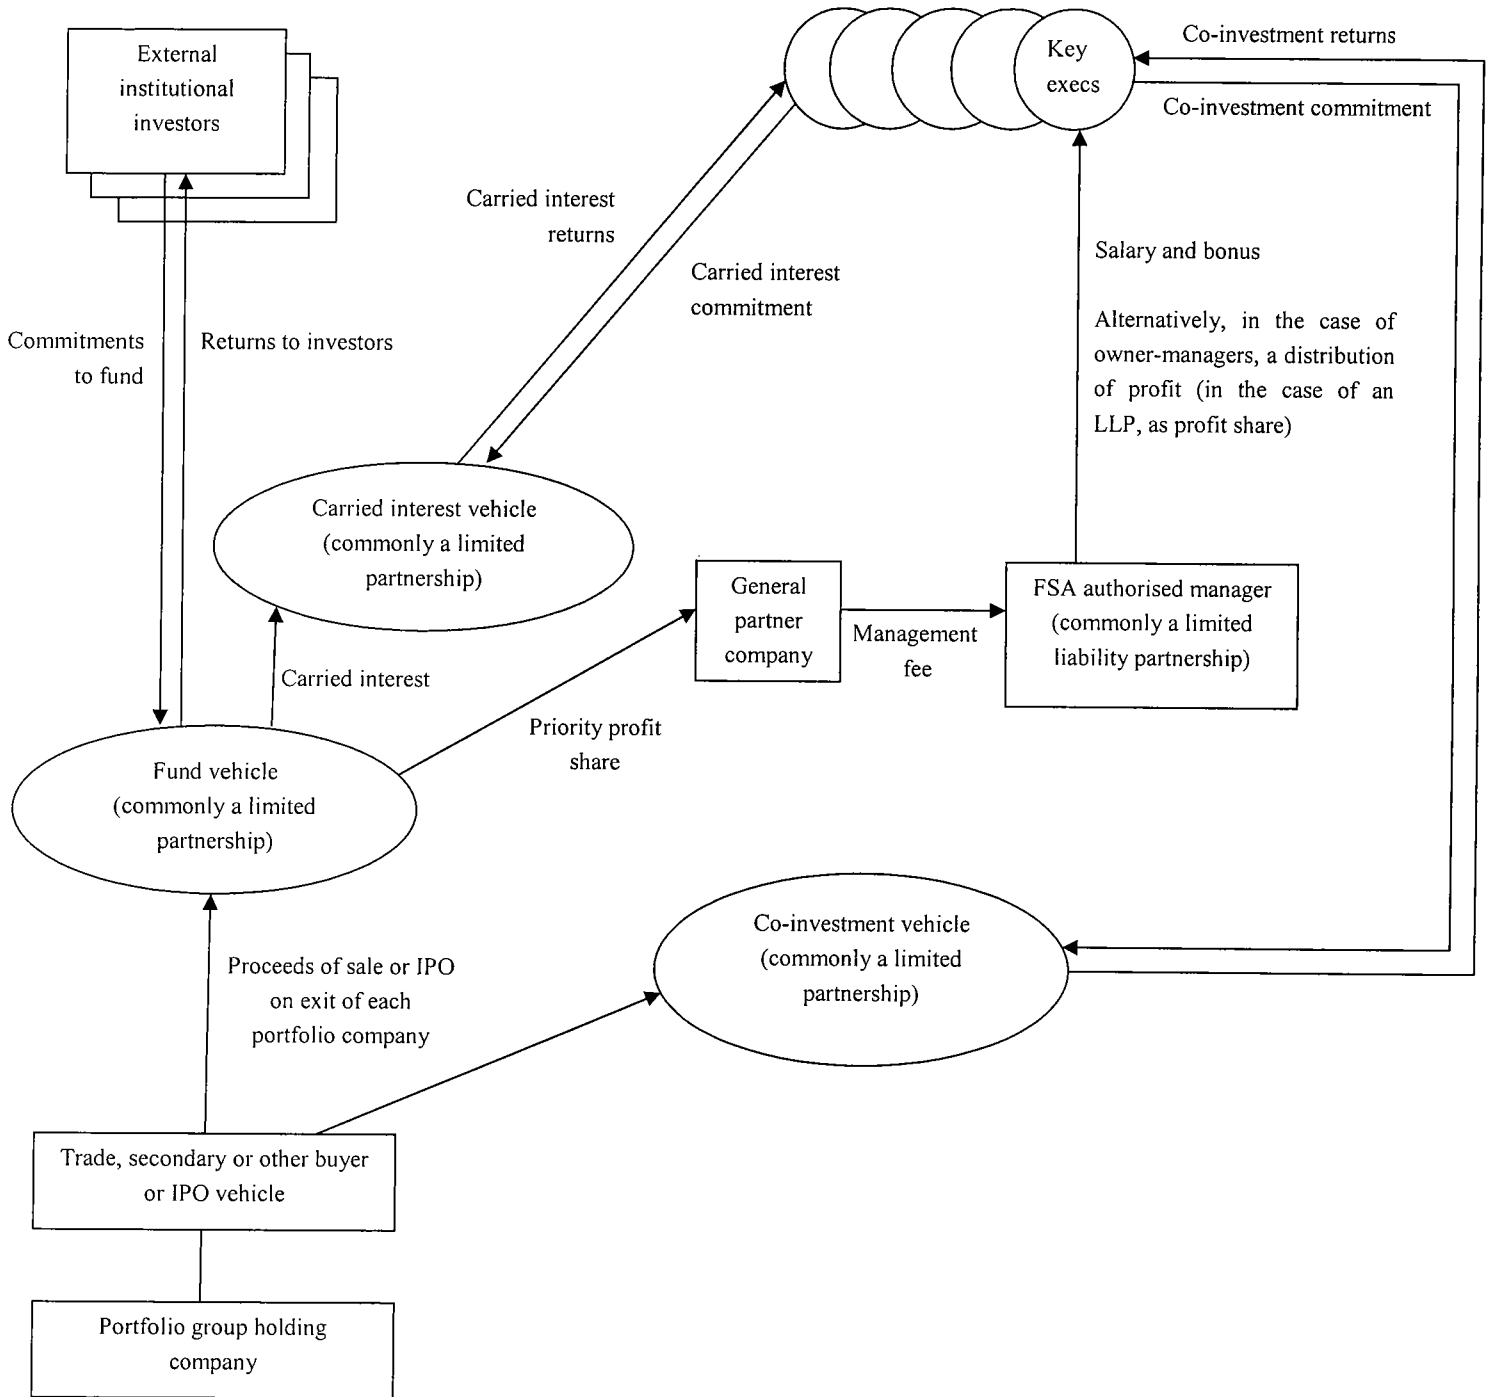 External
institutional
investors
Key
execs
Co-investment returns
Co-investment commitment
Carried interest
returns
Carried interest
commitment
Salary and bonus
Alternatively, in the case of
owner-managers, a distribution
of profit (in the case of an
LLP, as profit share)
Commitments
to fund
Returns to investors
Carried interest vehicle
(commonly a limited
partnership)
General
partner
company
Management
fee
FSA authorised manager
(commonly a limited
liability partnership)
Carried interest
Priority profit
share
Fund vehicle
(commonly a limited
partnership)
Co-investment vehicle
(commonly a limited
partnership)
Proceeds of sale or IPO
on exit of each
portfolio company
Trade, secondary or other buyer
or IPO vehicle
Portfolio group holding
company